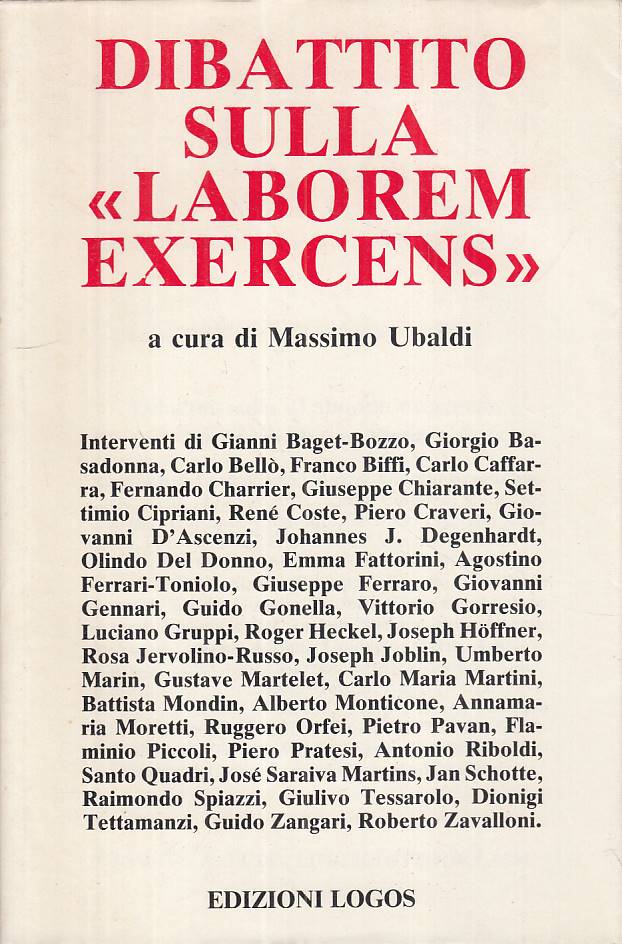 DIBATTITO
SULLA
«LABOREM
EXERCENS»
a cura di Massimo Ubaldi
Interventi di Gianni Baget-Bozzo, Giorgio Ba-
sadonna, Carlo Bellò, Franco Biffi, Carlo Caffar-
ra, Fernando Charrier, Giuseppe Chiarante, Set-
timio Cipriani, René Coste, Piero Craveri, Gio-
vanni D'Ascenzi, Johannes J. Degenhardt,
Olindo Del Donno, Emma Fattorini, Agostino
Ferrari-Toniolo, Giuseppe Ferraro, Giovanni
Gennari, Guido Gonella, Vittorio Gorresio,
Luciano Gruppi, Roger Heckel, Joseph Höffner,
Rosa Jervolino-Russo, Joseph Joblin, Umberto
Marin, Gustave Martelet, Carlo Maria Martini,
Battista Mondin, Alberto Monticone, Annama-
ria Moretti, Ruggero Orfei, Pietro Pavan, Fla-
minio Piccoli, Piero Pratesi, Antonio Riboldi,
Santo Quadri, José Saraiva Martins, Jan Schotte,
Raimondo Spiazzi, Giulivo Tessarolo, Dionigi
Tettamanzi, Guido Zangari, Roberto Zavalloni.
EDIZIONI LOGOS